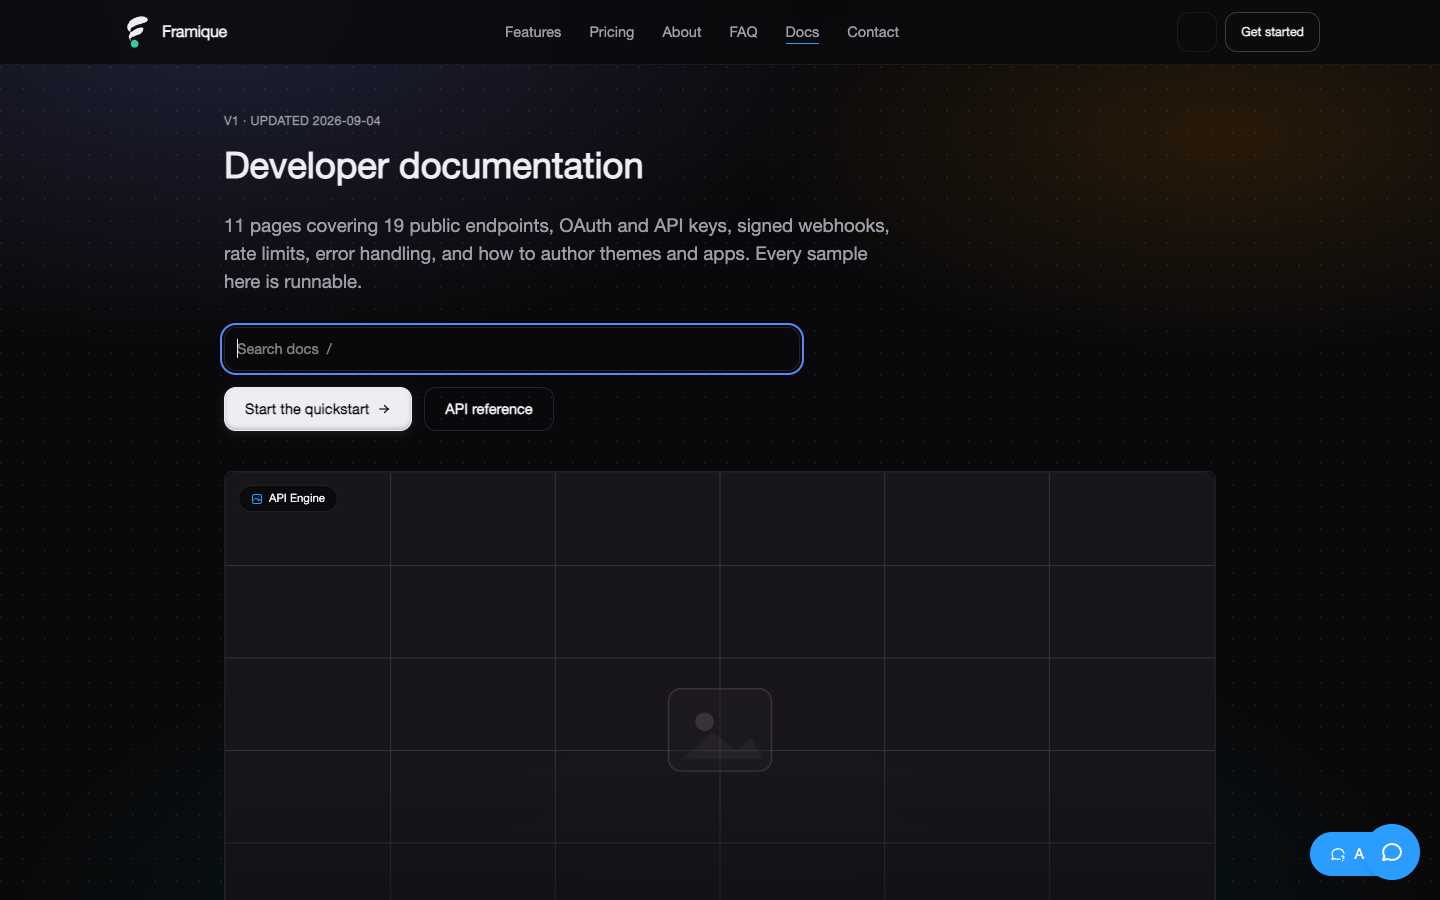 Framique
Features
Pricing
About
FAQ
Docs
Contact
Get started
V1 · UPDATED 2026-09-04
Developer documentation
11 pages covering 19 public endpoints, OAuth and API keys, signed webhooks,
rate limits, error handling, and how to author themes and apps. Every sample
here is runnable.
Search docs /
Start the quickstart →
API reference
API Engine
A